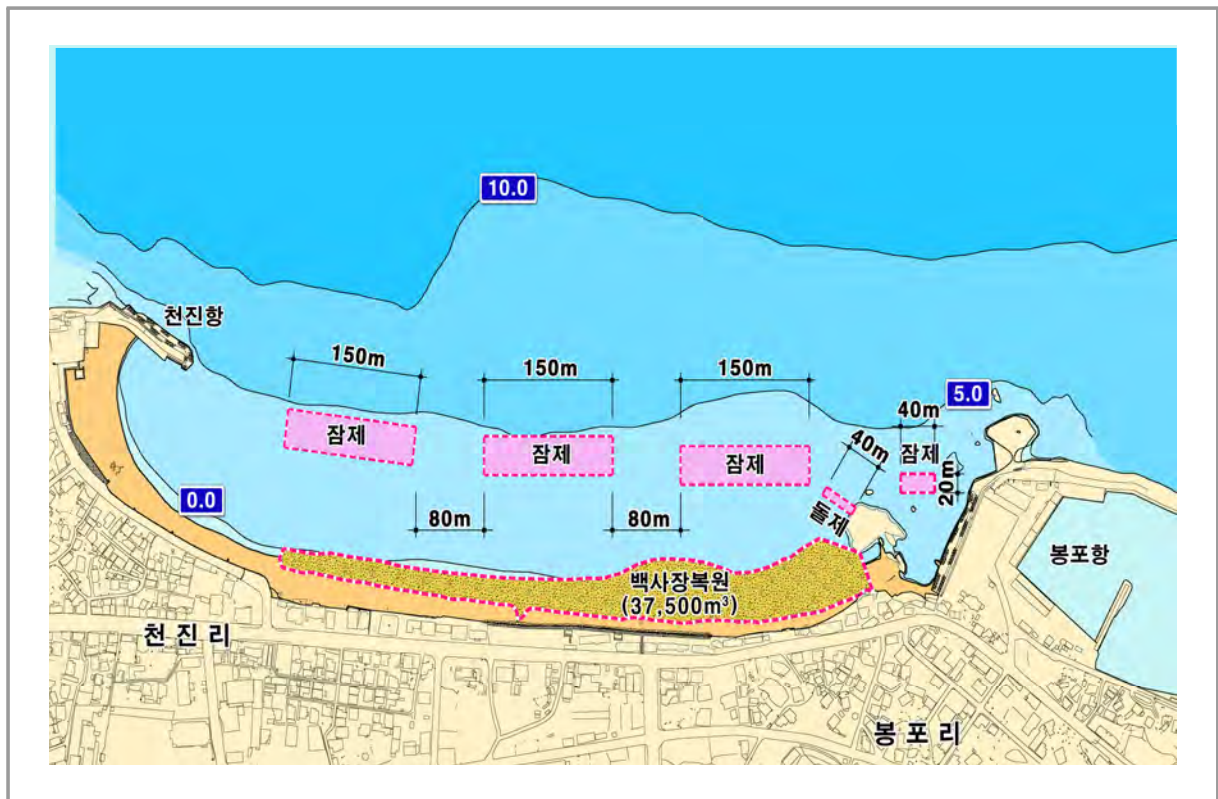 10.0
천진항
150m
150m
150m
5.0
40m
40m
잠제
잠제
잠제
잠제
20m
0.0
돌제
80m
80m
봉포항
백사장복원
(37,500m³)
천 진 리
봉 포 리